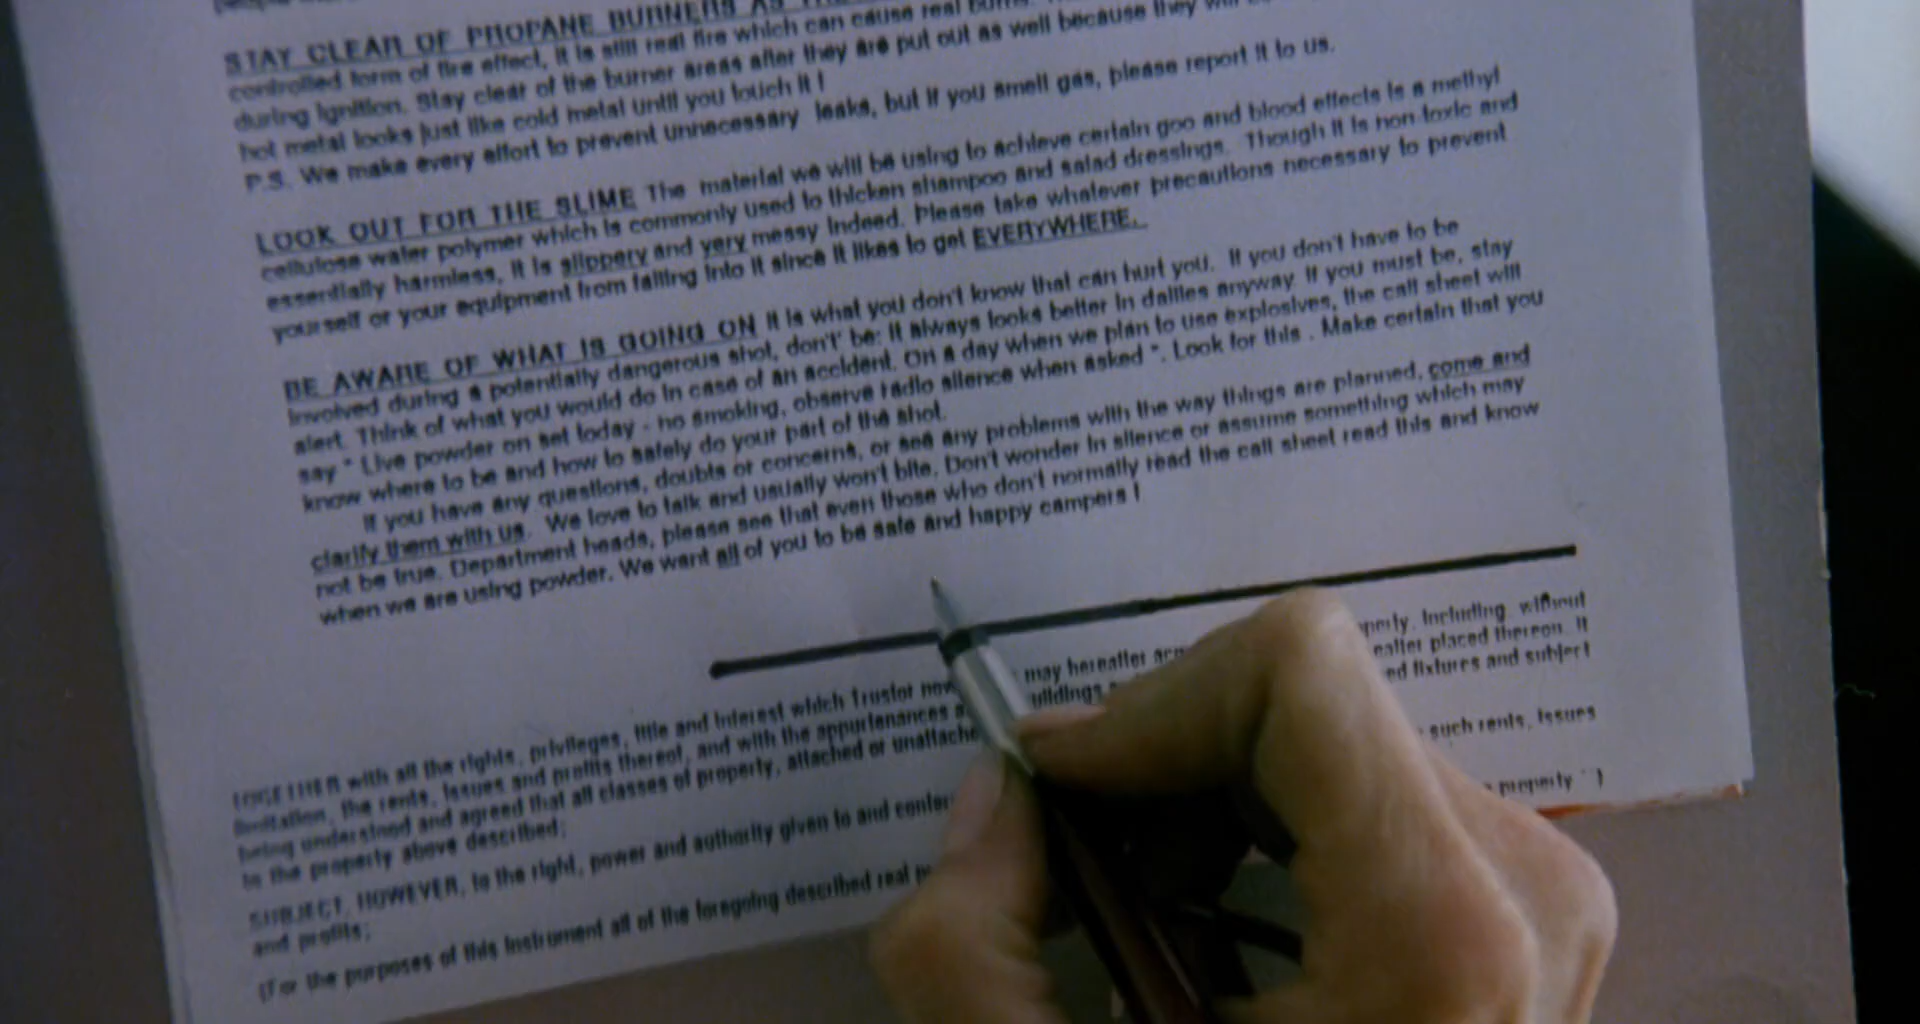 STAY CLEAR OF PROPANE BURNERS AS
controlled form of fire effect, it is still real fire which can cause real burns.
during ignition. Stay clear of the burner areas after they are put out as well because they will
hot metal looks just like cold metal until you touch it !
P.S. We make every effort to prevent unnecessary leaks, but if you smell gas, please report it to us.
LOOK OUT FOR THE SLIME The material we will be using to achieve certain goo and blood effects is a methyl
cellulose water polymer which is commonly used to thicken shampoo and salad dressings. Though it is non-toxic and
essentially harmless, it is slippery and very messy indeed. Please take whatever precautions necessary to prevent
yourself or your equipment from falling into it since it likes to get EVERYWHERE.
BE AWARE OF WHAT IS GOING ON It is what you don't know that can hurt you. If you don't have to be
involved during a potentially dangerous shot, don't' be: it always looks better in dailies anyway. If you must be, stay
alert. Think of what you would do in case of an accident. On a day when we plan to use explosives, the call sheet will
say " Live powder on set today - no smoking, observe radio silence when asked ". Look for this . Make certain that you
know where to be and how to safely do your part of the shot.
If you have any questions, doubts or concerns, or see any problems with the way things are planned, come and
clarify them with us. We love to talk and usually won't bite. Don't wonder in silence or assume something which may
not be true. Department heads, please see that even those who don't normally read the call sheet read this and know
when we are using powder. We want all of you to be safe and happy campers !
TOGETHER with all the rights, privileges, title and interest which Trustor now may hereafter property, including, without
limitation, the rents, issues and profits thereof, and with the appurtenances placed thereon. It
being understood and agreed that all classes of property, attached or fixtures and subject
to the property above described;
SUBJECT, HOWEVER, to the right, power and authority given to and such rents, issues
and profits;
(For the purposes of this instrument all of the foregoing described real property " )